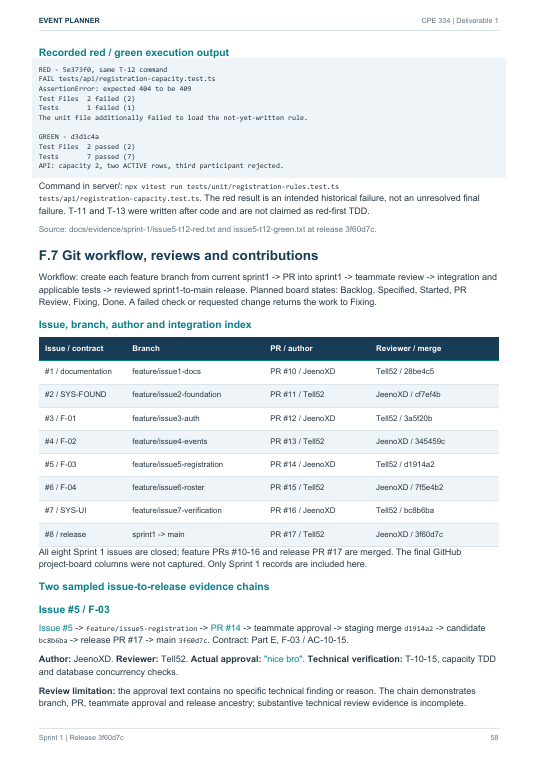 EVENT PLANNER
CPE 334 | Deliverable 1
Recorded red / green execution output
RED - 5e373f0, same T-12 command
FAIL tests/api/registration-capacity.test.ts
AssertionError: expected 404 to be 409
Test Files  2 failed (2)
Tests       1 failed (1)
The unit file additionally failed to load the not-yet-written rule.
GREEN - d3d1c4a
Test Files  2 passed (2)
Tests       7 passed (7)
API: capacity 2, two ACTIVE rows, third participant rejected.
Command in server/: npx vitest run tests/unit/registration-rules.test.ts
tests/api/registration-capacity.test.ts. The red result is an intended historical failure, not an unresolved final
failure. T-11 and T-13 were written after code and are not claimed as red-first TDD.
Source: docs/evidence/sprint-1/issue5-t12-red.txt and issue5-t12-green.txt at release 3f60d7c.
F.7 Git workflow, reviews and contributions
Workflow: create each feature branch from current sprint1 -> PR into sprint1 -> teammate review -> integration and
applicable tests -> reviewed sprint1-to-main release. Planned board states: Backlog, Specified, Started, PR
Review, Fixing, Done. A failed check or requested change returns the work to Fixing.
Issue, branch, author and integration index
Issue / contract Branch PR / author Reviewer / merge
#1 / documentation feature/issue1-docs PR #10 / JeenoXD Tell52 / 28be4c5
#2 / SYS-FOUND feature/issue2-foundation PR #11 / Tell52 JeenoXD / cf7ef4b
#3 / F-01 feature/issue3-auth PR #12 / JeenoXD Tell52 / 3a5f20b
#4 / F-02 feature/issue4-events PR #13 / Tell52 JeenoXD / 345459c
#5 / F-03 feature/issue5-registration PR #14 / JeenoXD Tell52 / d1914a2
#6 / F-04 feature/issue6-roster PR #15 / Tell52 JeenoXD / 7f5e4b2
#7 / SYS-UI feature/issue7-verification PR #16 / JeenoXD Tell52 / bc8b6ba
#8 / release sprint1 -> main PR #17 / Tell52 JeenoXD / 3f60d7c
All eight Sprint 1 issues are closed; feature PRs #10-16 and release PR #17 are merged. The final GitHub
project-board columns were not captured. Only Sprint 1 records are included here.
Two sampled issue-to-release evidence chains
Issue #5 / F-03
Issue #5 -> feature/issue5-registration -> PR #14 -> teammate approval -> staging merge d1914a2 -> candidate
bc8b6ba -> release PR #17 -> main 3f60d7c. Contract: Part E, F-03 / AC-10-15.
Author: JeenoXD. Reviewer: Tell52. Actual approval: "nice bro". Technical verification: T-10-15, capacity TDD
and database concurrency checks.
Review limitation: the approval text contains no specific technical finding or reason. The chain demonstrates
branch, PR, teammate approval and release ancestry; substantive technical review evidence is incomplete.
Sprint 1 | Release 3f60d7c
58